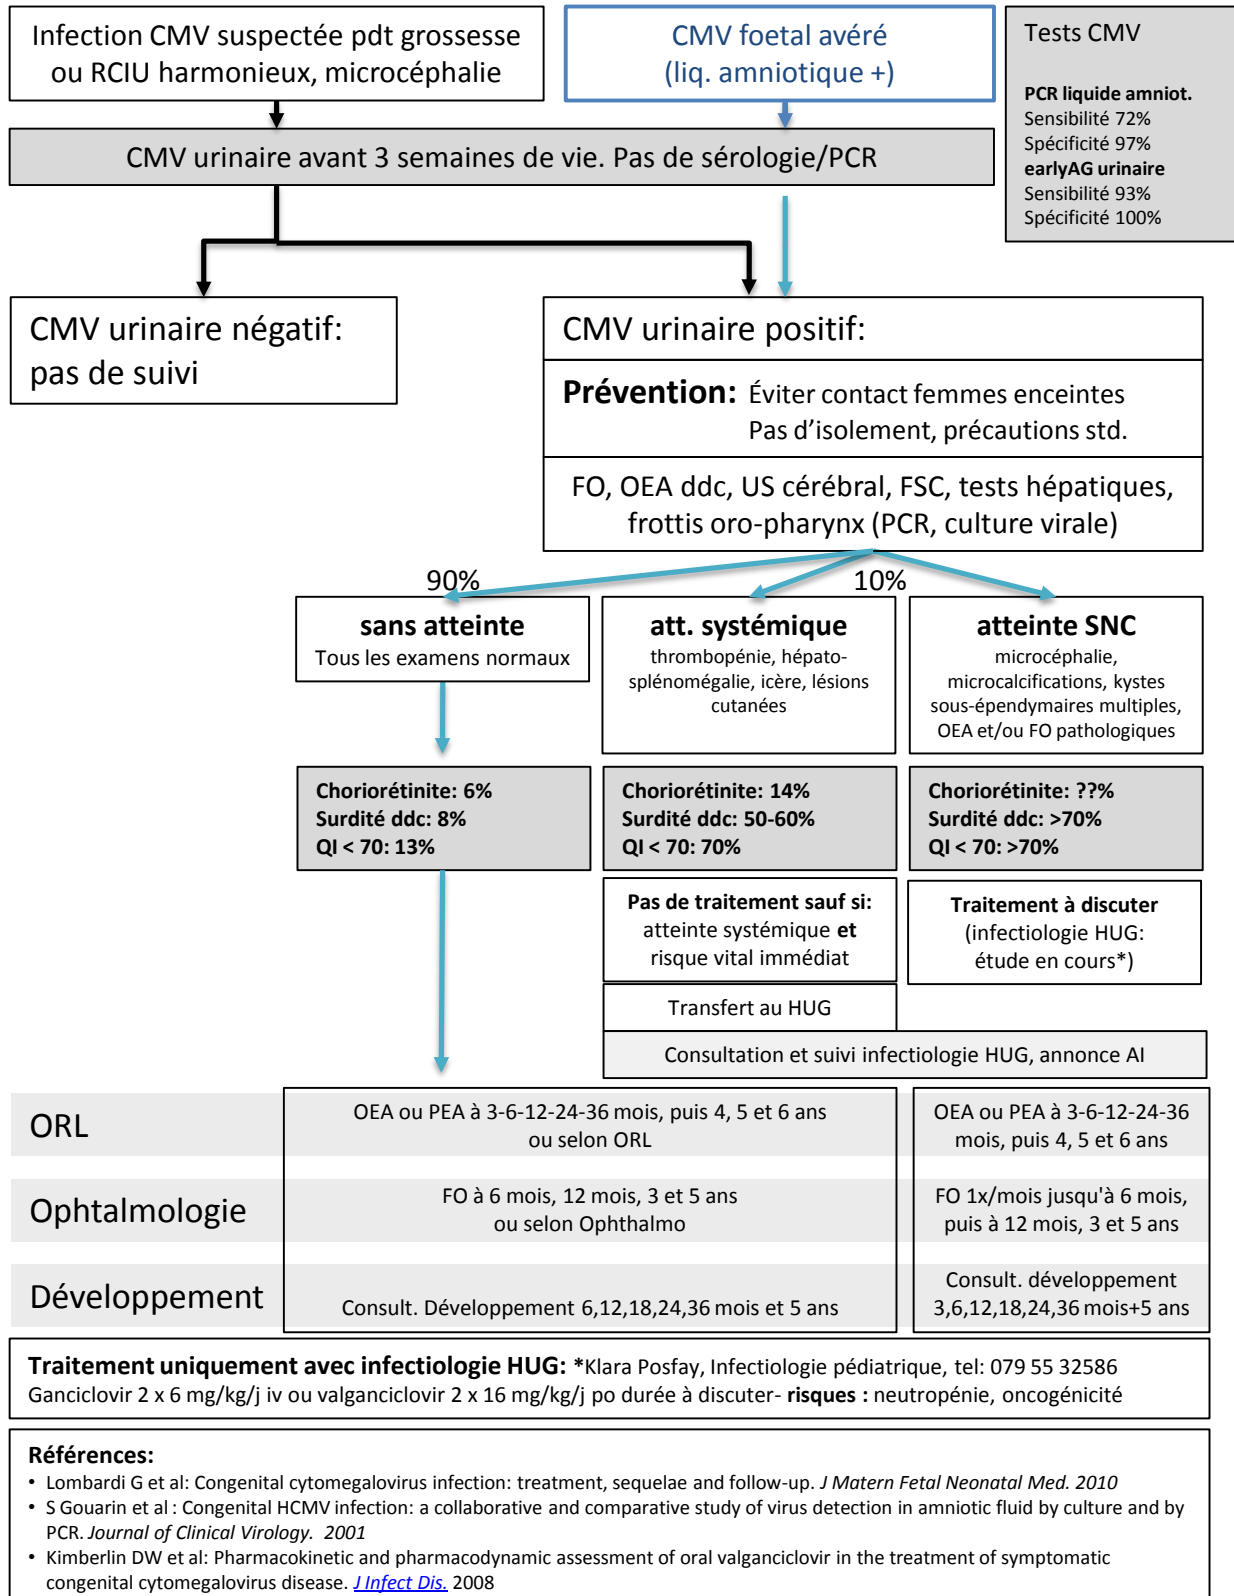 Infection CMV suspectée pdt grossesse
ou RCIU harmonieux, microcéphalie
CMV foetal avéré
(liq. amniotique +)
Tests CMV
PCR liquide amniot.
Sensibilité 72%
Spécificité 97%
earlyAG urinaire
Sensibilité 93%
Spécificité 100%
CMV urinaire avant 3 semaines de vie. Pas de sérologie/PCR
CMV urinaire négatif:
pas de suivi
CMV urinaire positif:
Prévention: Éviter contact femmes enceintes
Pas d'isolement, précautions std.
FO, OEA ddc, US cérébral, FSC, tests hépatiques,
frottis oro-pharynx (PCR, culture virale)
90%
10%
sans atteinte
Tous les examens normaux
att. systémique
thrombopénie, hépato-
splénomégalie, icère, lésions
cutanées
atteinte SNC
microcéphalie,
microcalcifications, kystes
sous-épendymaires multiples,
OEA et/ou FO pathologiques
Choriorétinite: 6%
Surdité ddc: 8%
QI < 70: 13%
Choriorétinite: 14%
Surdité ddc: 50-60%
QI < 70: 70%
Choriorétinite: ??%
Surdité ddc: >70%
QI < 70: >70%
Pas de traitement sauf si:
atteinte systémique et
risque vital immédiat
Traitement à discuter
(infectiologie HUG:
étude en cours*)
Transfert au HUG
Consultation et suivi infectiologie HUG, annonce AI
ORL
OEA ou PEA à 3-6-12-24-36 mois, puis 4, 5 et 6 ans
ou selon ORL
OEA ou PEA à 3-6-12-24-36
mois, puis 4, 5 et 6 ans
Ophtalmologie
FO à 6 mois, 12 mois, 3 et 5 ans
ou selon Ophthalmo
FO 1x/mois jusqu'à 6 mois,
puis à 12 mois, 3 et 5 ans
Développement
Consult. Développement 6,12,18,24,36 mois et 5 ans
Consult. développement
3,6,12,18,24,36 mois+5 ans
Traitement uniquement avec infectiologie HUG: *Klara Posfay, Infectiologie pédiatrique, tel: 079 55 32586
Ganciclovir 2 x 6 mg/kg/j iv ou valganciclovir 2 x 16 mg/kg/j po durée à discuter- risques : neutropénie, oncogénicité
Références:
• Lombardi G et al: Congenital cytomegalovirus infection: treatment, sequelae and follow-up. J Matern Fetal Neonatal Med. 2010
• S Gouarin et al : Congenital HCMV infection: a collaborative and comparative study of virus detection in amniotic fluid by culture and by
PCR. Journal of Clinical Virology. 2001
• Kimberlin DW et al: Pharmacokinetic and pharmacodynamic assessment of oral valganciclovir in the treatment of symptomatic
congenital cytomegalovirus disease. J Infect Dis. 2008